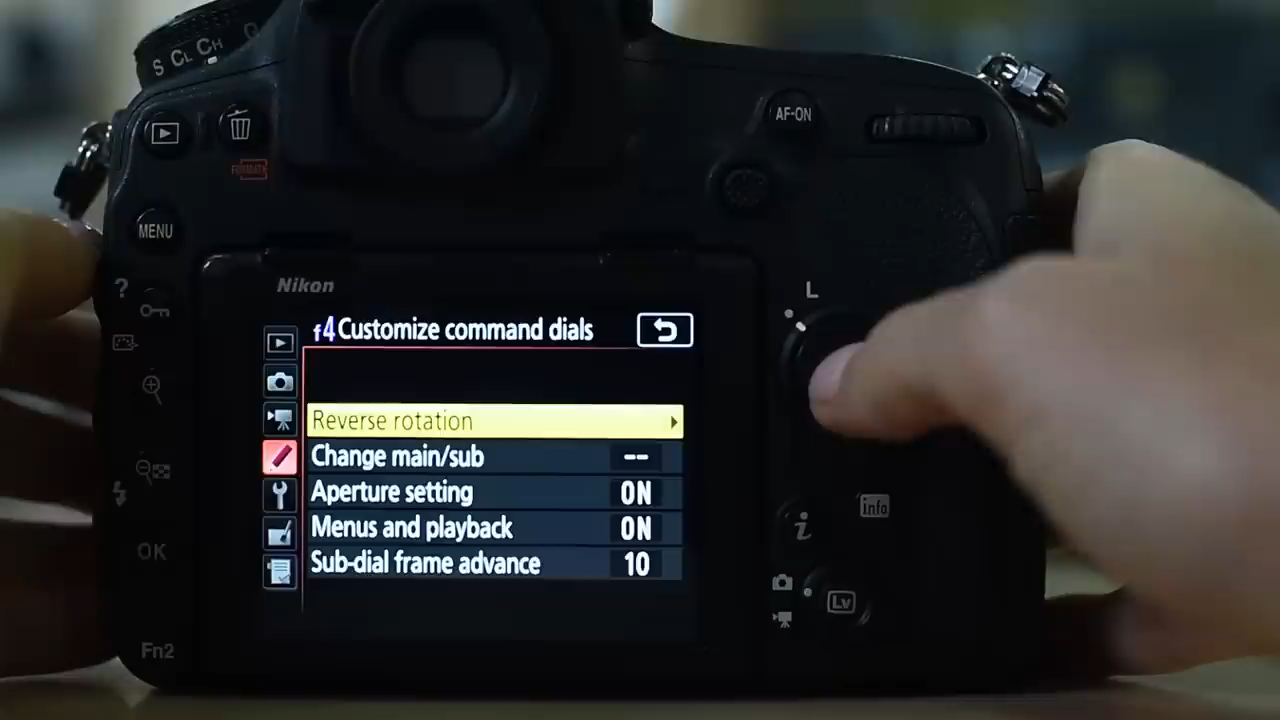 S CL CH
AF-ON
FORMAT
MENU
?
Nikon
L
f4 Customize command dials
Reverse rotation
Change main/sub --
Aperture setting ON
Menus and playback ON
Sub-dial frame advance 10
info
i
OK
Lv
Fn2